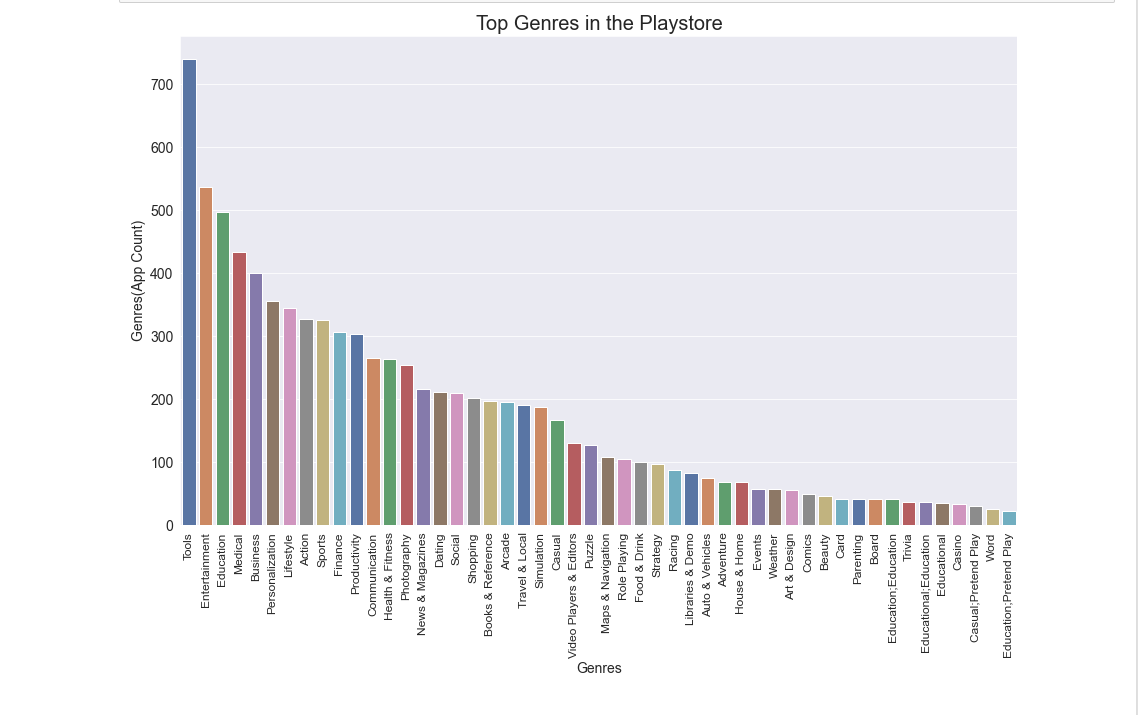 Top Genres in the Playstore
Genres(App Count)
700
600
500
400
300
200
100
0
Tools
Entertainment
Education
Medical
Business
Personalization
Lifestyle
Action
Sports
Finance
Productivity
Communication
Health & Fitness
Photography
News & Magazines
Dating
Social
Shopping
Books & Reference
Arcade
Travel & Local
Simulation
Casual
Video Players & Editors
Puzzle
Maps & Navigation
Role Playing
Food & Drink
Strategy
Racing
Libraries & Demo
Auto & Vehicles
Adventure
House & Home
Events
Weather
Art & Design
Comics
Beauty
Card
Parenting
Board
Education;Education
Trivia
Educational;Education
Educational
Casino
Casual;Pretend Play
Word
Education;Pretend Play
Genres